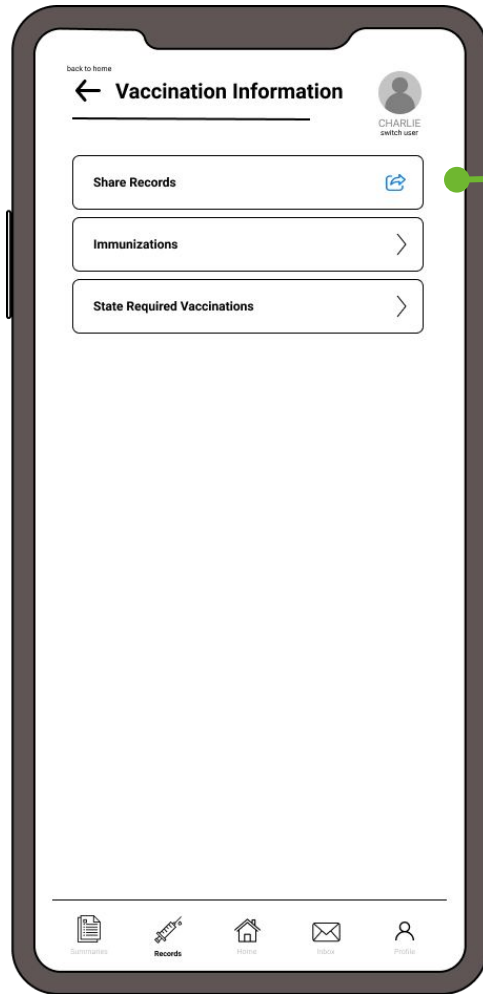 back to home
Vaccination Information
CHARLIE
switch user
Share Records
Immunizations
State Required Vaccinations
Summaries
Records
Home
Inbox
Profile